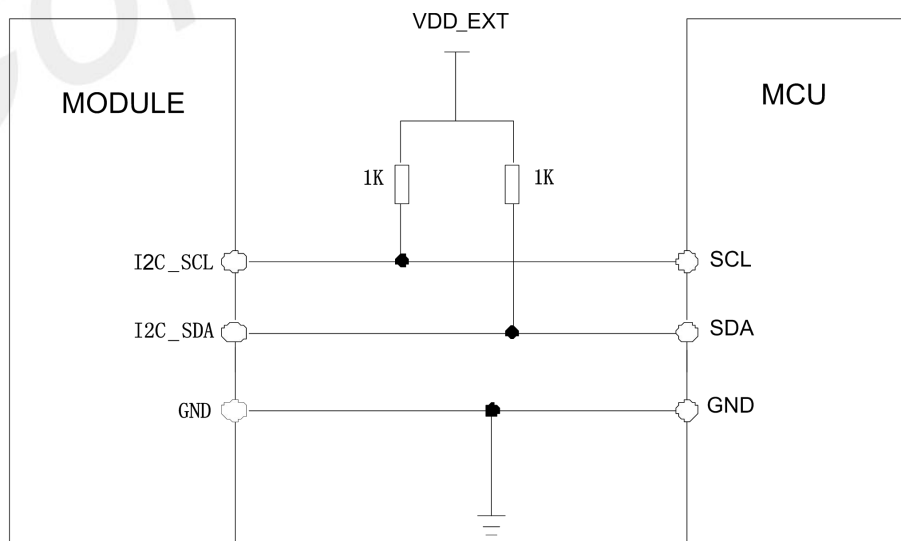 VDD_EXT
MODULE
MCU
1K
1K
I2C_SCL
SCL
I2C_SDA
SDA
GND
GND